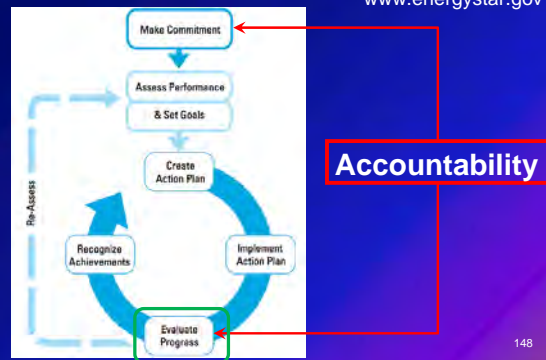 www.energystar.gov
Make Commitment
Assess Performance
& Set Goals
Create
Action Plan
Accountability
Re-Assess
Recognize
Achievements
Implement
Action Plan
Evaluate
Progress
148